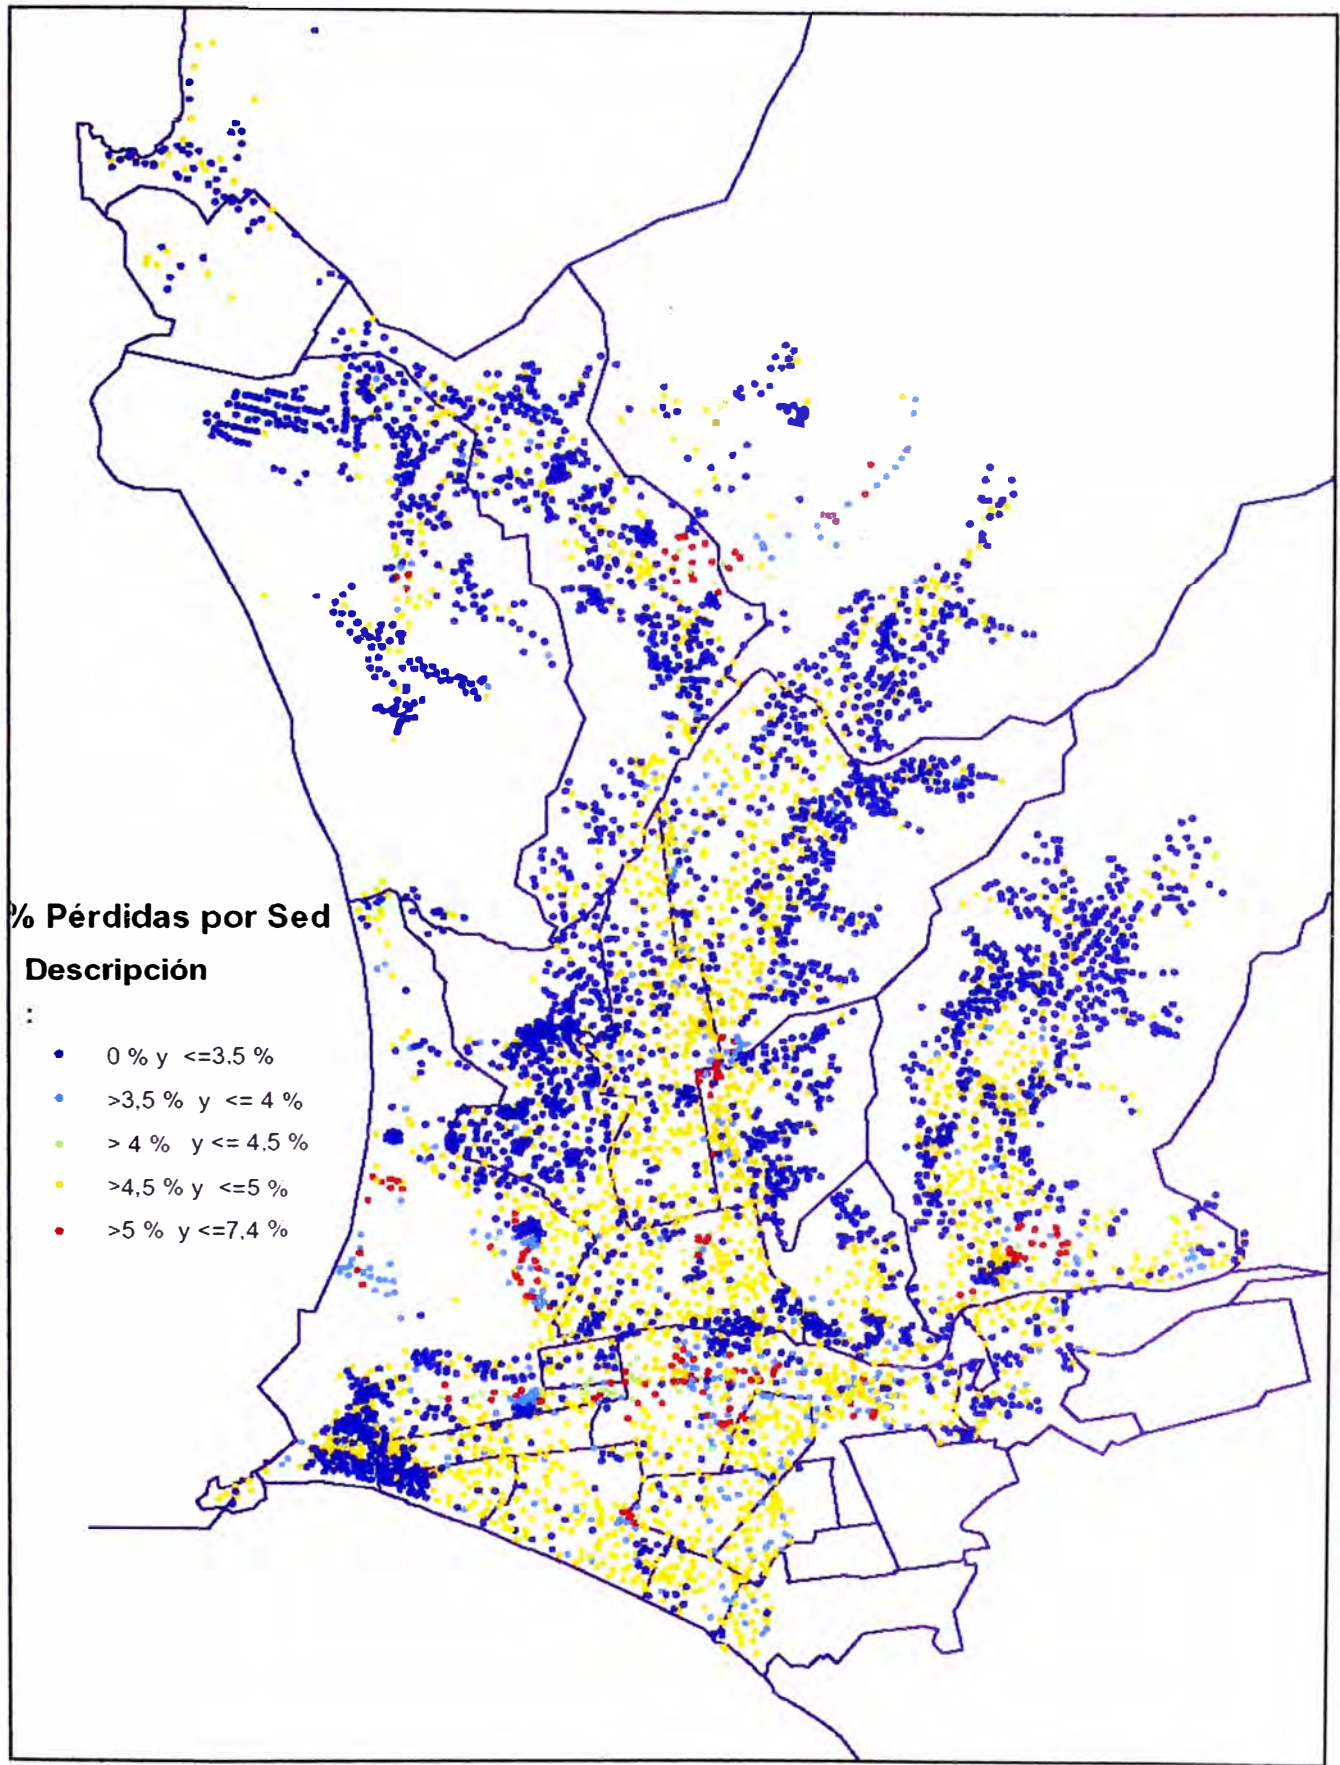 % Pérdidas por Sed
Descripción
:
0 % y <=3.5 %
>3,5 % y <= 4 %
> 4 % y <= 4.5 %
>4,5 % y <=5 %
>5 % y <=7,4 %